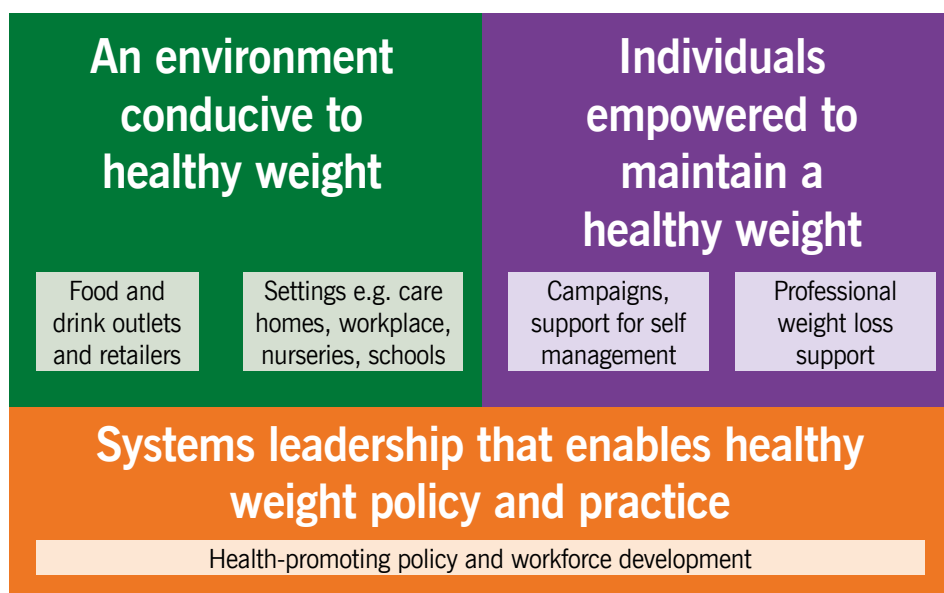 An environment
conducive to
healthy weight
Food and
drink outlets
and retailers
Settings e.g. care
homes, workplace,
nurseries, schools
Individuals
empowered to
maintain a
healthy weight
Campaigns,
support for self
management
Professional
weight loss
support
Systems leadership that enables healthy
weight policy and practice
Health-promoting policy and workforce development